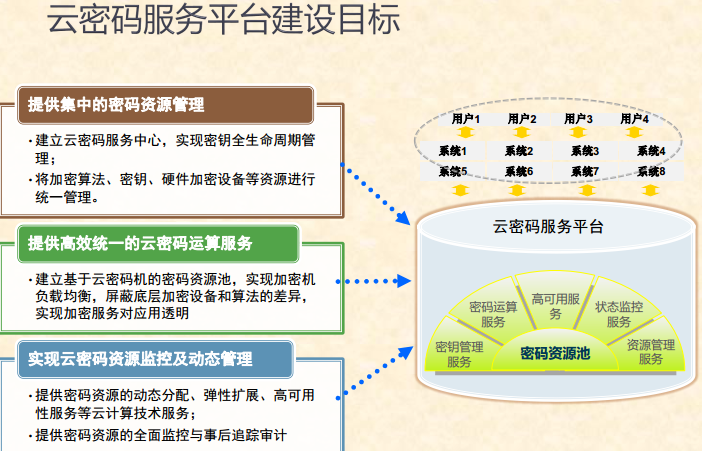 云密码服务平台建设目标
提供集中的密码资源管理
·建立云密码服务中心，实现密钥全生命周期管
理；
·将加密算法、密钥、硬件加密设备等资源进行
统一管理。
提供高效统一的云密码运算服务
·建立基于云密码机的密码资源池，实现加密机
负载均衡，屏蔽底层加密设备和算法的差异，
实现加密服务对应用透明
实现云密码资源监控及动态管理
·提供密码资源的动态分配、弹性扩展、高可用
性服务等云计算技术服务；
·提供密码资源的全面监控与事后追踪审计
用户1 用户2 用户3 用户4
系统1 系统2 系统3 系统4
系统5 系统6 系统7 系统8
云密码服务平台
密钥管理
服务
密码运算
服务
高可用服
务
状态监控
服务
资源管理
服务
密码资源池